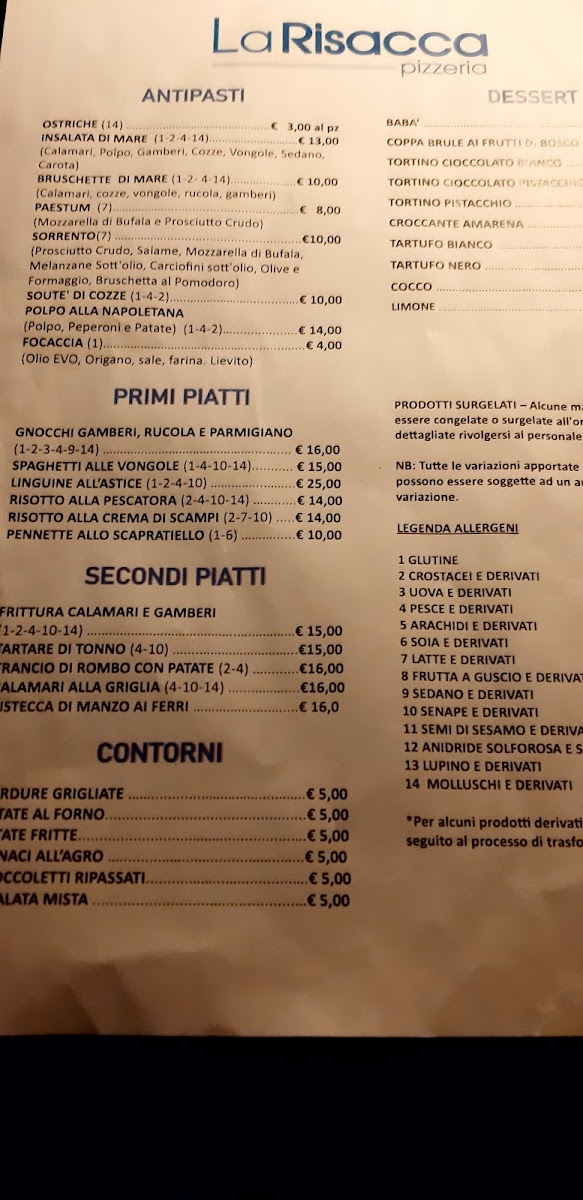 La Risacca
pizzeria
ANTIPASTI
OSTRICHE (14)..........................................€ 3,00 al pz
INSALATA DI MARE (1-2-4-14)......................€ 13,00
(Calamari, Polpo, Gamberi, Cozze, Vongole, Sedano,
Carota)
BRUSCHETTE DI MARE (1-2- 4-14)................€ 10,00
(Calamari, cozze, vongole, rucola, gamberi)
PAESTUM (7)..............................................€ 8,00
(Mozzarella di Bufala e Prosciutto Crudo)
SORRENTO(7) ............................................€10,00
(Prosciutto Crudo, Salame, Mozzarella di Bufala,
Melanzane Sott'olio, Carciofini sott'olio, Olive e
Formaggio, Bruschetta al Pomodoro)
SOUTE' DI COZZE (1-4-2)..............................€ 10,00
POLPO ALLA NAPOLETANA
(Polpo, Peperoni e Patate) (1-4-2)..................€ 14,00
FOCACCIA (1)..............................................€ 4,00
(Olio EVO, Origano, sale, farina. Lievito)
PRIMI PIATTI
GNOCCHI GAMBERI, RUCOLA E PARMIGIANO
(1-2-3-4-9-14) .......................................... € 16,00
SPAGHETTI ALLE VONGOLE (1-4-10-14).......... € 15,00
LINGUINE ALL'ASTICE (1-2-4-10) ....................€ 25,00
RISOTTO ALLA PESCATORA (2-4-10-14) ..........€ 14,00
RISOTTO ALLA CREMA DI SCAMPI (2-7-10) .....€ 14,00
PENNETTE ALLO SCAPRATIELLO (1-6) ..............€ 10,00
SECONDI PIATTI
FRITTURA CALAMARI E GAMBERI
(1-2-4-10-14) .............................................€ 15,00
TARTARE DI TONNO (4-10) ...........................€15,00
TRANCIO DI ROMBO CON PATATE (2-4) ...........€16,00
ALAMARI ALLA GRIGLIA (4-10-14) .................€16,00
ISTECCA DI MANZO AI FERRI .........................€ 16,0
CONTORNI
RDURE GRIGLIATE .....................................€ 5,00
TATE AL FORNO..........................................€ 5,00
TATE FRITTE...............................................€ 5,00
NACI ALL'AGRO ..........................................€ 5,00
OCCOLETTI RIPASSATI..................................€ 5,00
ALATA MISTA .............................................€ 5,00
DESSERT
BABA' ........................................
COPPA BRULE AI FRUTTI D. BOSCO
TORTINO CIOCCOLATO BIANCO ....
TORTINO CIOCCOLATO PISTACCHIO
TORTINO PISTACCHIO ..................
CROCCANTE AMARENA ................
TARTUFO BIANCO ......................
TARTUFO NERO ........................
COCCO ....................................
LIMONE ...................................
PRODOTTI SURGELATI – Alcune ma
essere congelate o surgelate all'or
dettagliate rivolgersi al personale
NB: Tutte le variazioni apportate
possono essere soggette ad un au
variazione.
LEGENDA ALLERGENI
1 GLUTINE
2 CROSTACEI E DERIVATI
3 UOVA E DERIVATI
4 PESCE E DERIVATI
5 ARACHIDI E DERIVATI
6 SOIA E DERIVATI
7 LATTE E DERIVATI
8 FRUTTA A GUSCIO E DERIVAT
9 SEDANO E DERIVATI
10 SENAPE E DERIVATI
11 SEMI DI SESAMO E DERIVA
12 ANIDRIDE SOLFOROSA E S
13 LUPINO E DERIVATI
14 MOLLUSCHI E DERIVATI
*Per alcuni prodotti derivati
seguito al processo di trasfo